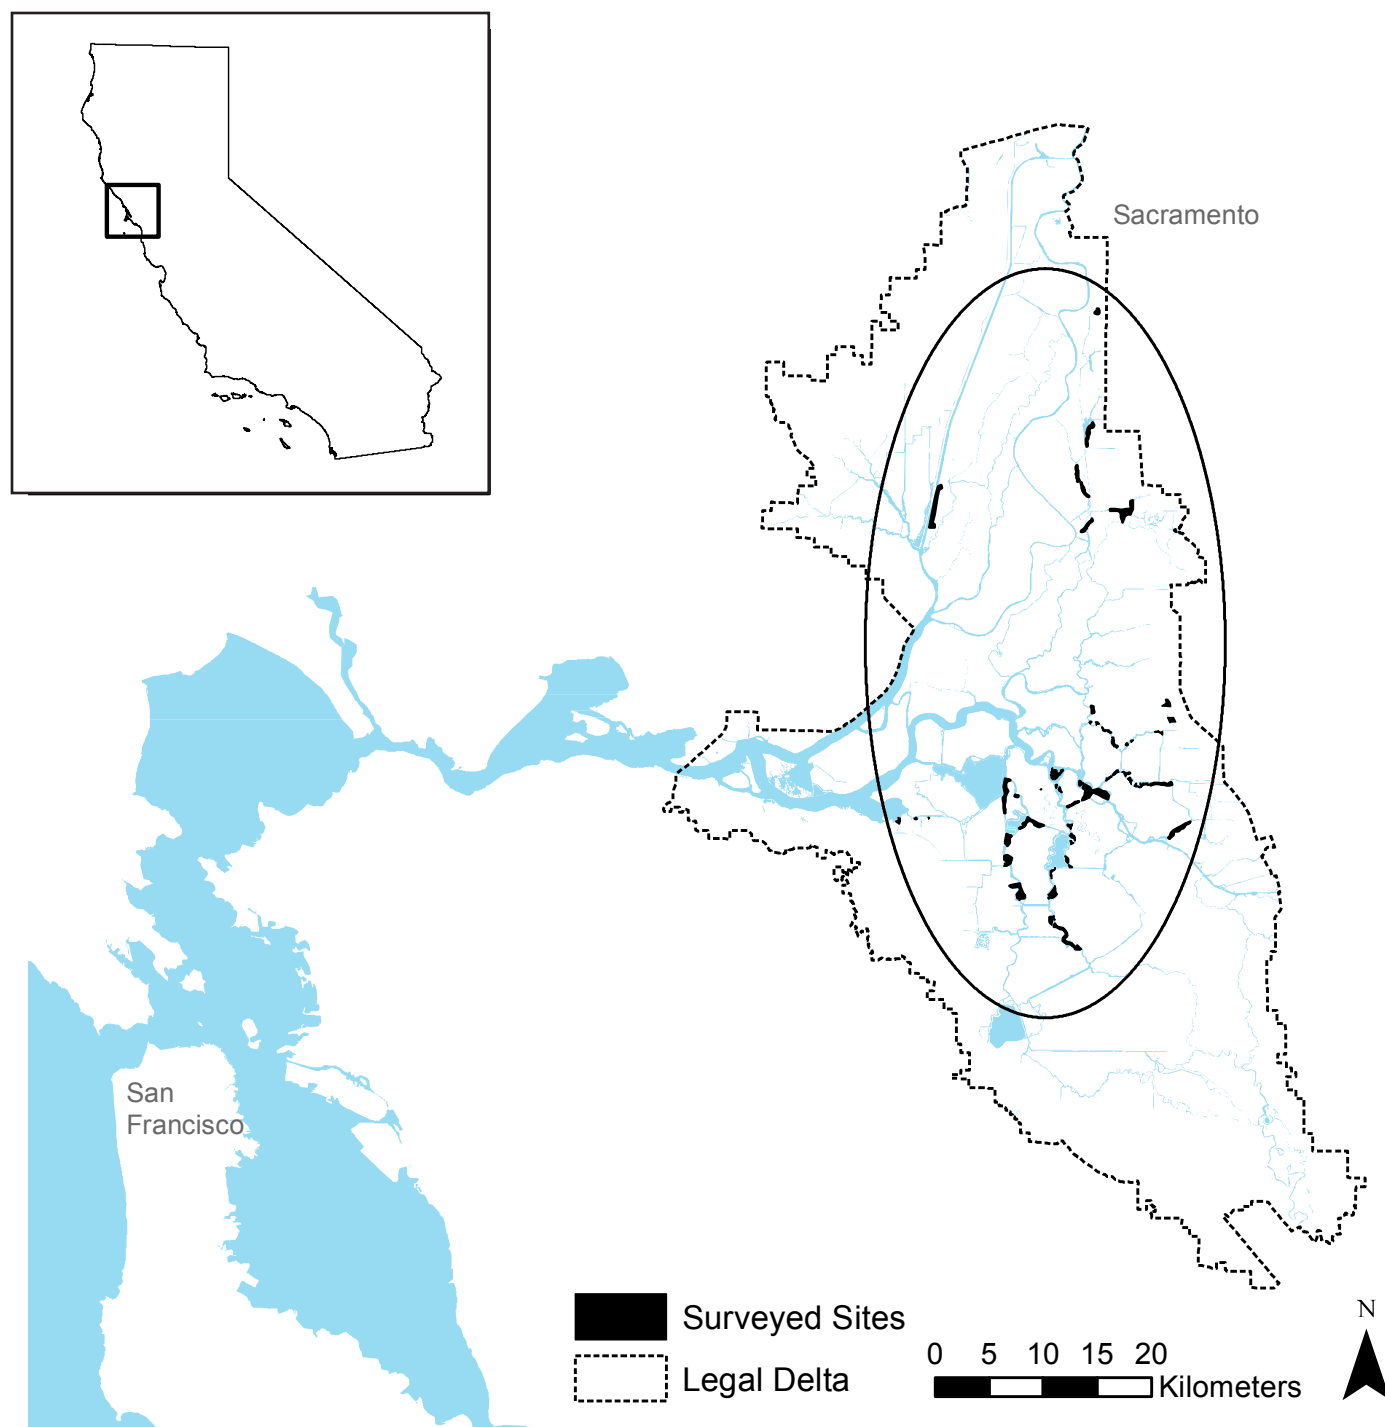 Sacramento
San
Francisco
Surveyed Sites
Legal Delta
0 5 10 15 20
Kilometers
N